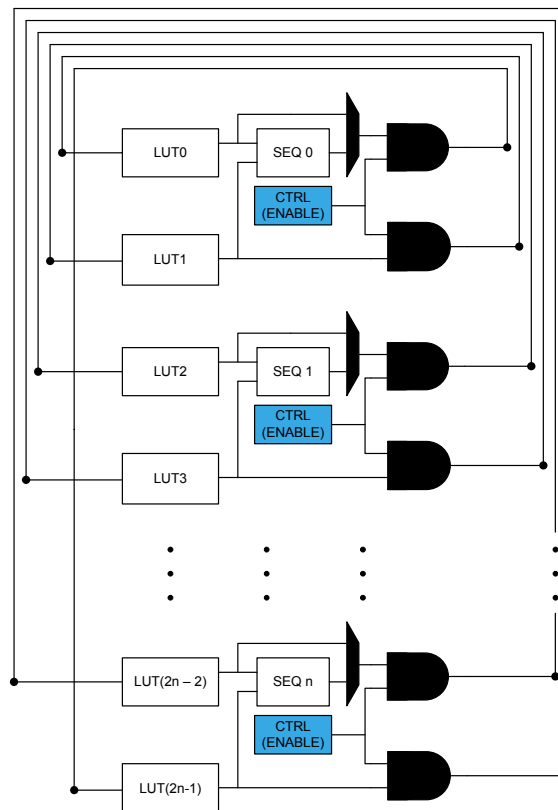 LUT0
SEQ 0
CTRL
(ENABLE)
LUT1
LUT2
SEQ 1
CTRL
(ENABLE)
LUT3
LUT(2n – 2)
SEQ n
CTRL
(ENABLE)
LUT(2n-1)